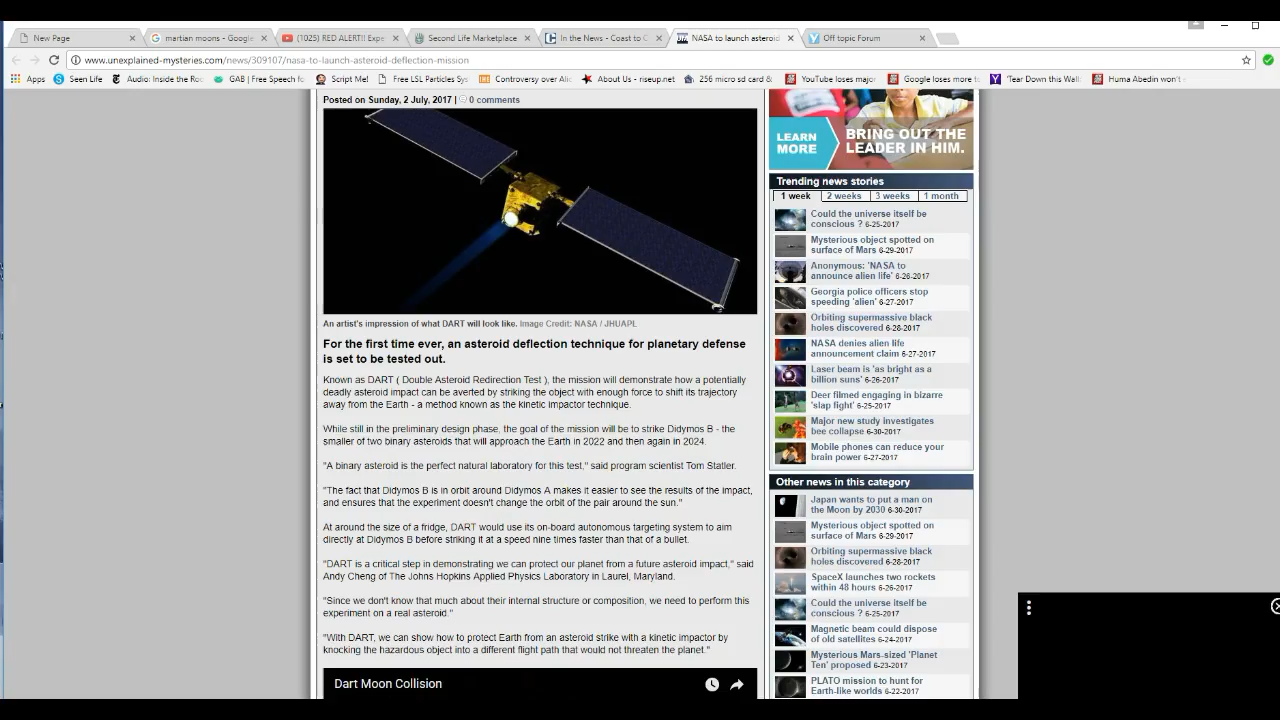 New Page
martian moons - Google
(1025) RED ALERT!! Expe
Second Life Marketplace
In the News - Coast to C
NASA to launch asteroid
Off topic Forum
www.unexplained-mysteries.com/news/309107/nasa-to-launch-asteroid-deflection-mission
Apps
Seen Life
Audio: Inside the Ro
GAB | Free Speech fo
Script Me!
Free LSL Particles Sys
Controversy over Alie
About Us - riseup.net
256 micro sd card &
YouTube loses major
Google loses more t
'Tear Down this Wall
Huma Abedin won't
Posted on Sunday, 2 July, 2017 | 0 comments
An artist's impression of what DART will look like. Image Credit: NASA / JHUAPL
For the first time ever, an asteroid deflection technique for planetary defense
is set to be tested out.
Known as DART ( Double Asteroid Redirection Test ), the mission will demonstrate how a potentially
deadly asteroid impact can be averted by striking the object with enough force to shift its trajectory
away from the Earth - a method known as the kinetic impactor technique.
While still in the preliminary design phase, the goal of the mission will be to strike Didymos B - the
smaller of two binary asteroids that will approach the Earth in 2022 and then again in 2024.
"A binary asteroid is the perfect natural laboratory for this test," said program scientist Tom Statler.
"The fact that Didymos B is in orbit around Didymos A makes it easier to see the results of the impact,
and ensures that the experiment doesn't change the orbit of the pair around the sun."
At around the size of a fridge, DART would use its on-board autonomous targeting system to aim
directly at Didymos B before striking it at a speed nine times faster than that of a bullet.
"DART is a critical step in demonstrating we can protect our planet from a future asteroid impact," said
Andy Cheng of The Johns Hopkins Applied Physics Laboratory in Laurel, Maryland.
"Since we don't know that much about their internal structure or composition, we need to perform this
experiment on a real asteroid."
"With DART, we can show how to protect Earth from an asteroid strike with a kinetic impactor by
knocking the hazardous object into a different flight path that would not threaten the planet."
Dart Moon Collision
LEARN
MORE
BRING OUT THE
LEADER IN HIM.
Trending news stories
1 week 2 weeks 3 weeks 1 month
Could the universe itself be
conscious ? 6-25-2017
Mysterious object spotted on
surface of Mars 6-29-2017
Anonymous: 'NASA to
announce alien life' 6-26-2017
Georgia police officers stop
speeding 'alien' 6-27-2017
Orbiting supermassive black
holes discovered 6-28-2017
NASA denies alien life
announcement claim 6-27-2017
Laser beam is 'as bright as a
billion suns' 6-26-2017
Deer filmed engaging in bizarre
'slap fight' 6-25-2017
Major new study investigates
bee collapse 6-30-2017
Mobile phones can reduce your
brain power 6-27-2017
Other news in this category
Japan wants to put a man on
the Moon by 2030 6-30-2017
Mysterious object spotted on
surface of Mars 6-29-2017
Orbiting supermassive black
holes discovered 6-28-2017
SpaceX launches two rockets
within 48 hours 6-26-2017
Could the universe itself be
conscious ? 6-25-2017
Magnetic beam could dispose
of old satellites 6-24-2017
Mysterious Mars-sized 'Planet
Ten' proposed 6-23-2017
PLATO mission to hunt for
Earth-like worlds 6-22-2017